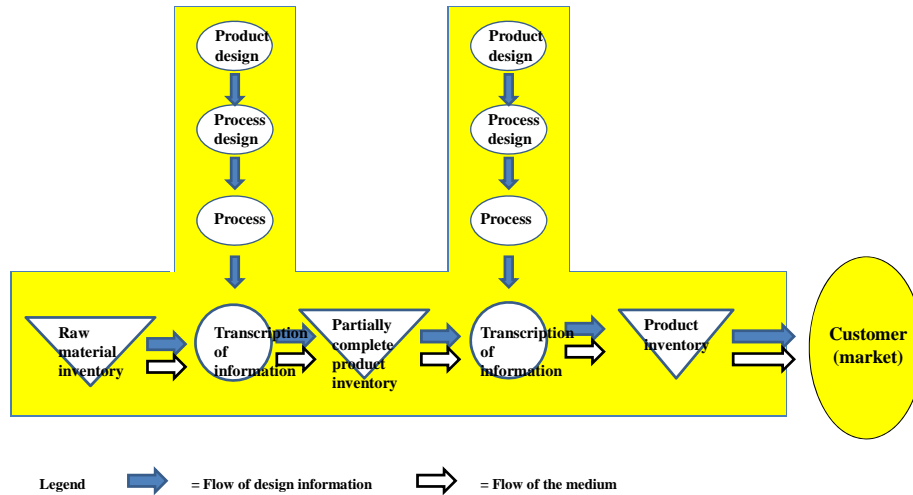 Product
design
Process
design
Process
Product
design
Process
design
Process
Raw
material
inventory
Transcription
of
information
Partially
complete
product
inventory
Transcription
of
information
Product
inventory
Customer
(market)
Legend
= Flow of design information
= Flow of the medium